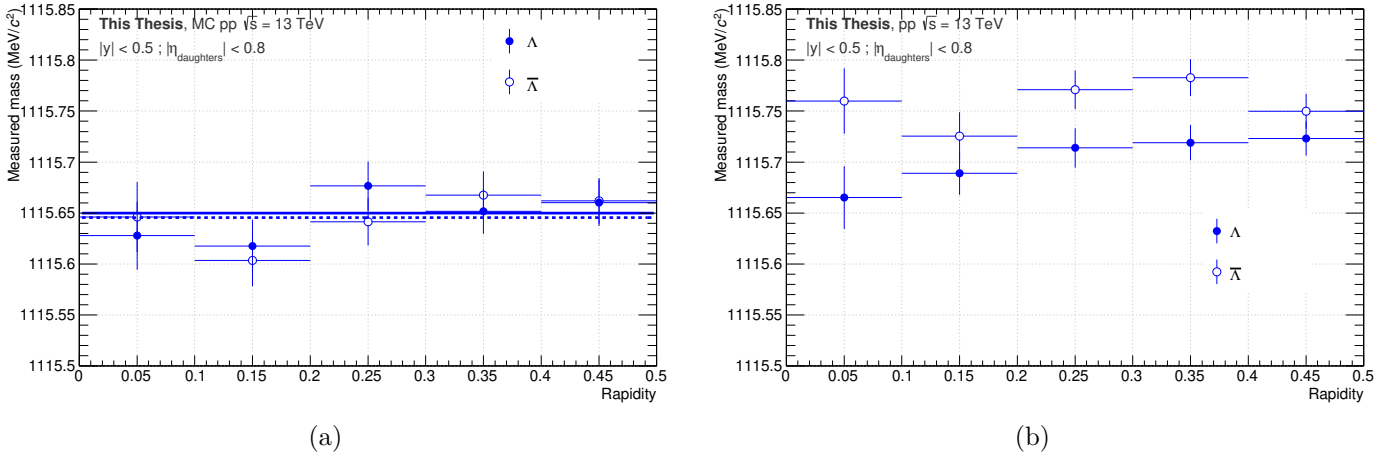 This Thesis, MC pp √s = 13 TeV
|y| < 0.5 ; |η_daughters| < 0.8
Λ
Λ̅
Measured mass (MeV/c²)
1115.85
1115.8
1115.75
1115.7
1115.65
1115.6
1115.55
1115.5
0 0.05 0.1 0.15 0.2 0.25 0.3 0.35 0.4 0.45 0.5
Rapidity
(a)
This Thesis, pp √s = 13 TeV
|y| < 0.5 ; |η_daughters| < 0.8
Measured mass (MeV/c²)
1115.85
1115.8
1115.75
1115.7
1115.65
1115.6
1115.55
1115.5
Λ
Λ̅
0 0.05 0.1 0.15 0.2 0.25 0.3 0.35 0.4 0.45 0.5
Rapidity
(b)